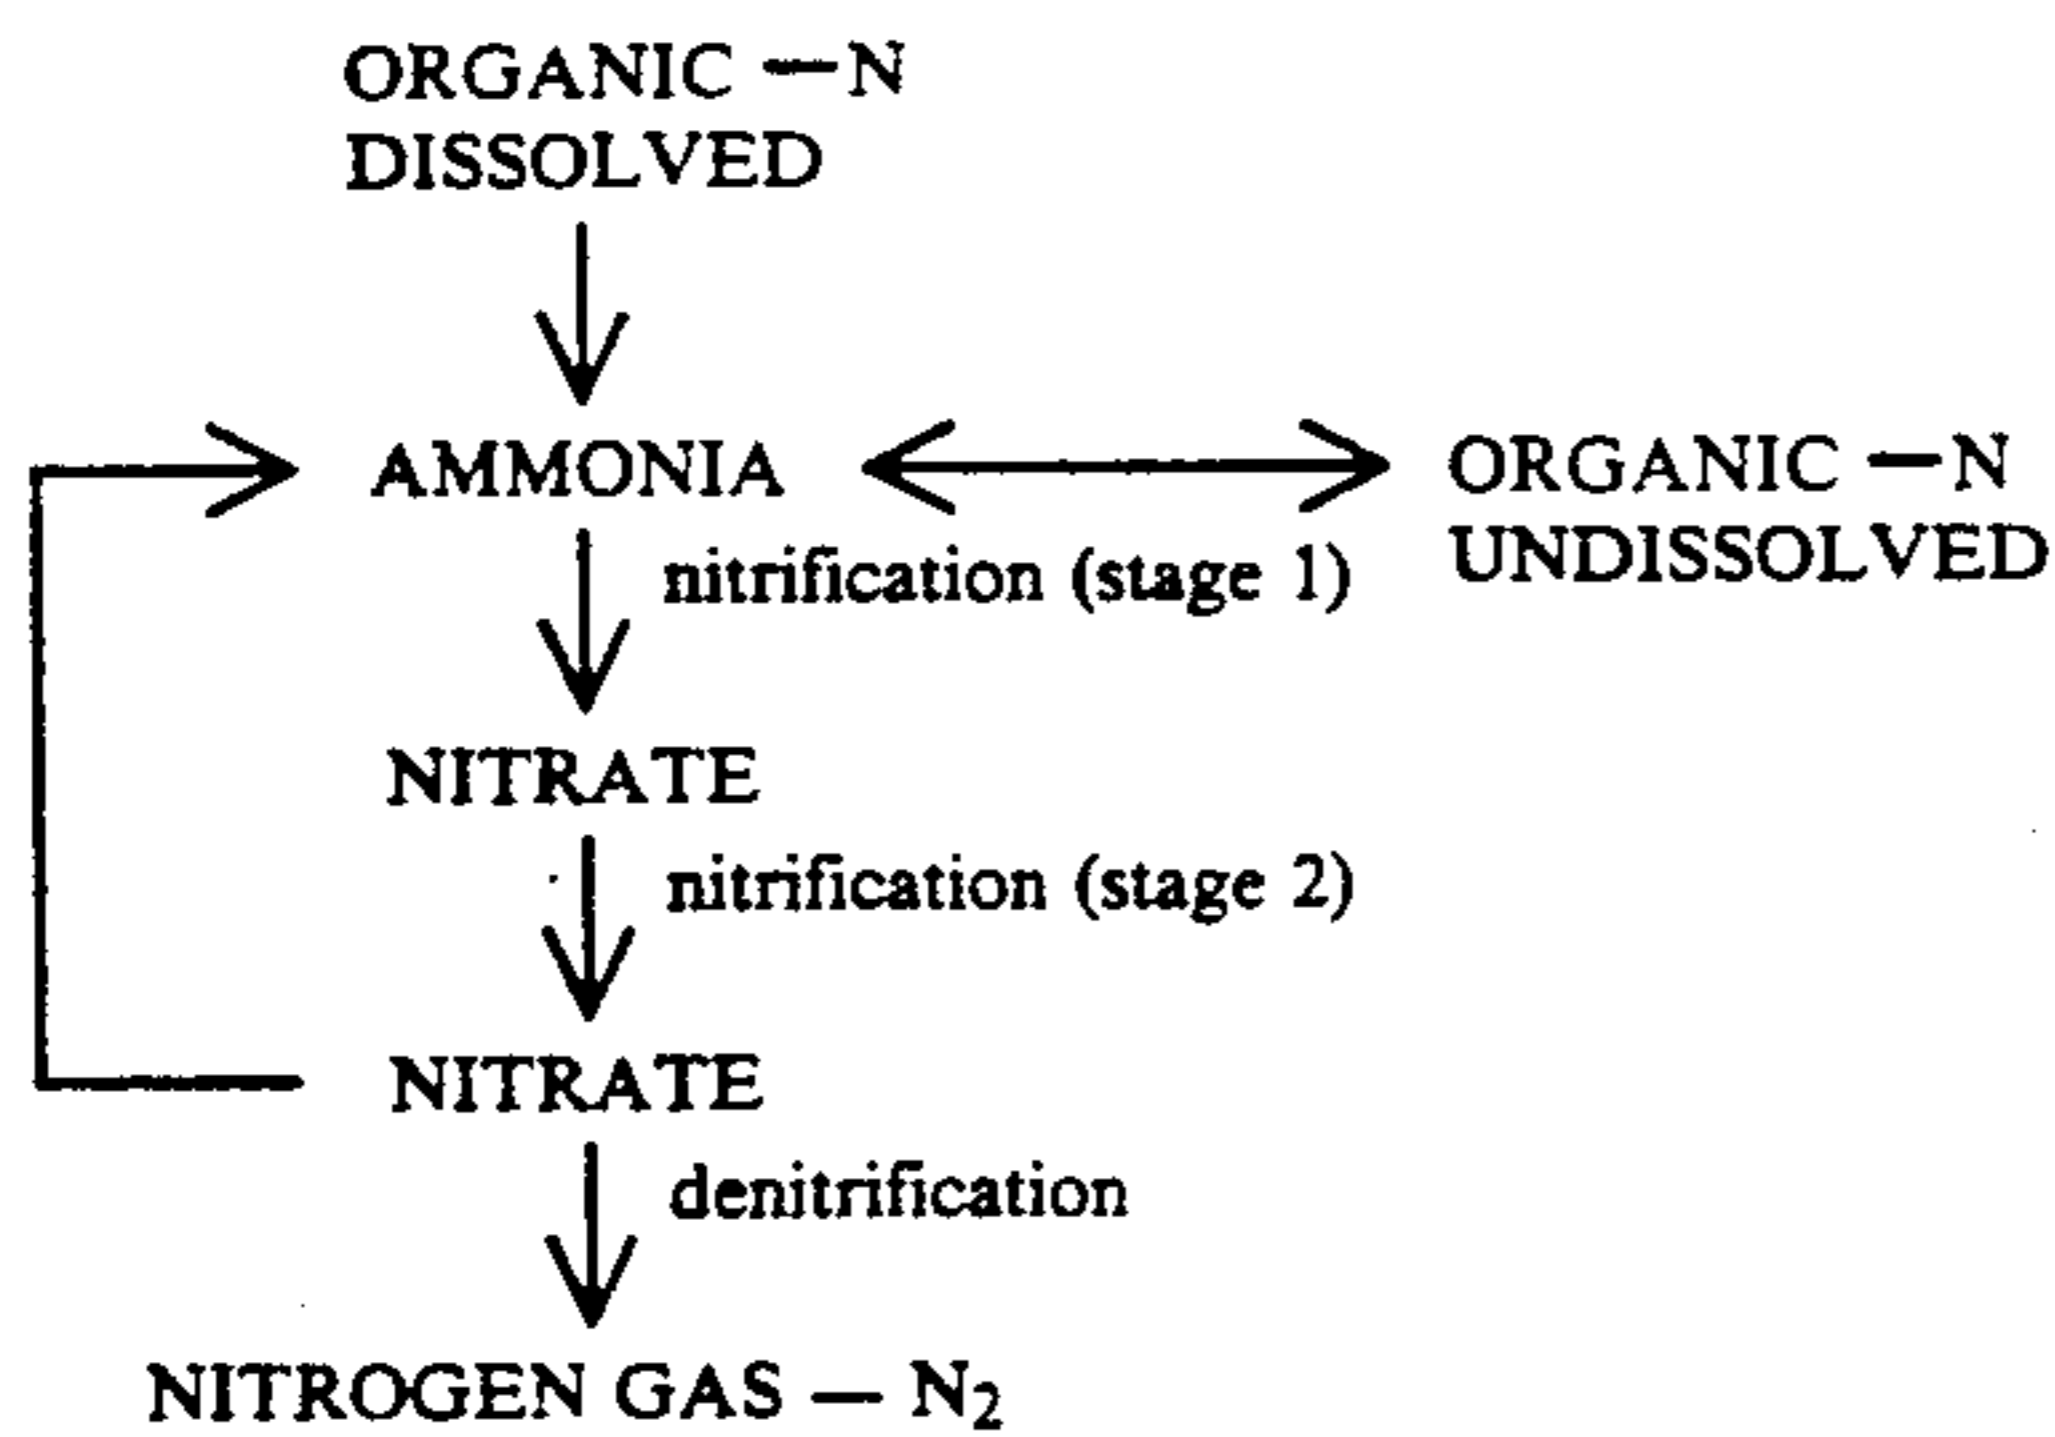 ORGANIC — N
DISSOLVED
AMMONIA
ORGANIC — N
UNDISSOLVED
nitrification (stage 1)
NITRATE
nitrification (stage 2)
NITRATE
denitrification
NITROGEN GAS — N₂